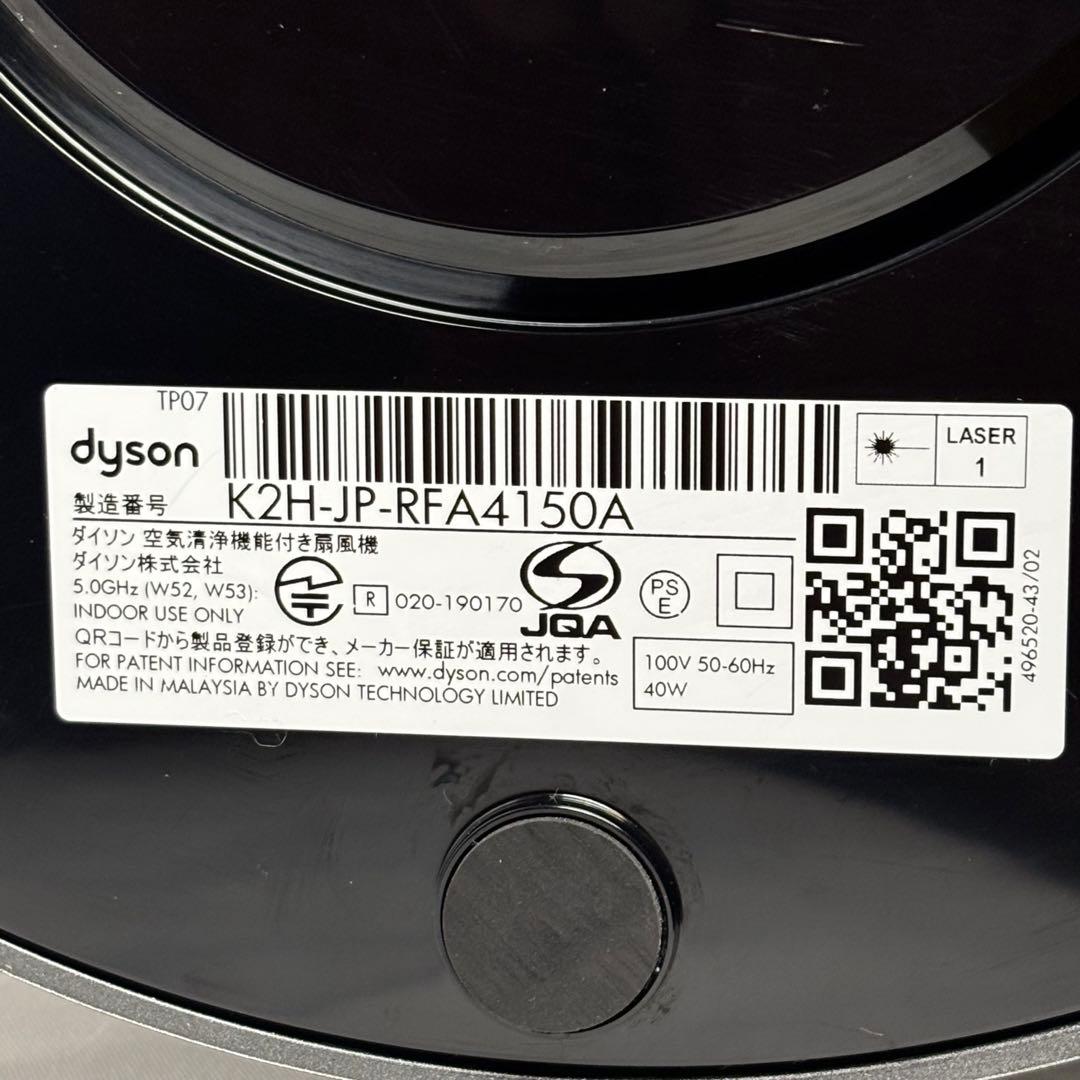 TP07
dyson
LASER
1
製造番号 K2H-JP-RFA4150A
ダイソン 空気清浄機能付き扇風機
ダイソン株式会社
5.0GHz (W52, W53):
R 020-190170
JQA
PS
E
INDOOR USE ONLY
QRコードから製品登録ができ、メーカー保証が適用されます。
FOR PATENT INFORMATION SEE: www.dyson.com/patents
MADE IN MALAYSIA BY DYSON TECHNOLOGY LIMITED
100V 50-60Hz
40W
496520-43/02